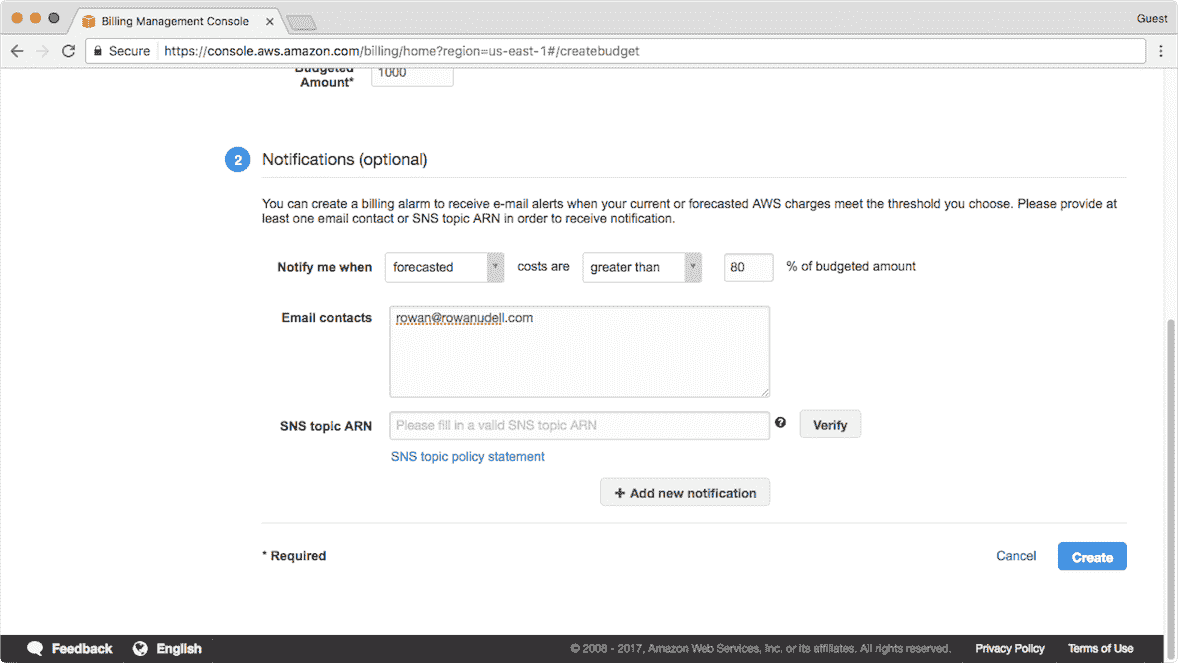 Billing Management Console
Guest
Secure https://console.aws.amazon.com/billing/home?region=us-east-1#/createbudget
Budgeted
Amount* 1000
2 Notifications (optional)
You can create a billing alarm to receive e-mail alerts when your current or forecasted AWS charges meet the threshold you choose. Please provide at
least one email contact or SNS topic ARN in order to receive notification.
Notify me when forecasted costs are greater than 80 % of budgeted amount
Email contacts rowan@rowanudell.com
SNS topic ARN Please fill in a valid SNS topic ARN ? Verify
SNS topic policy statement
+ Add new notification
* Required Cancel Create
Feedback English © 2008 - 2017, Amazon Web Services, Inc. or its affiliates. All rights reserved. Privacy Policy Terms of Use